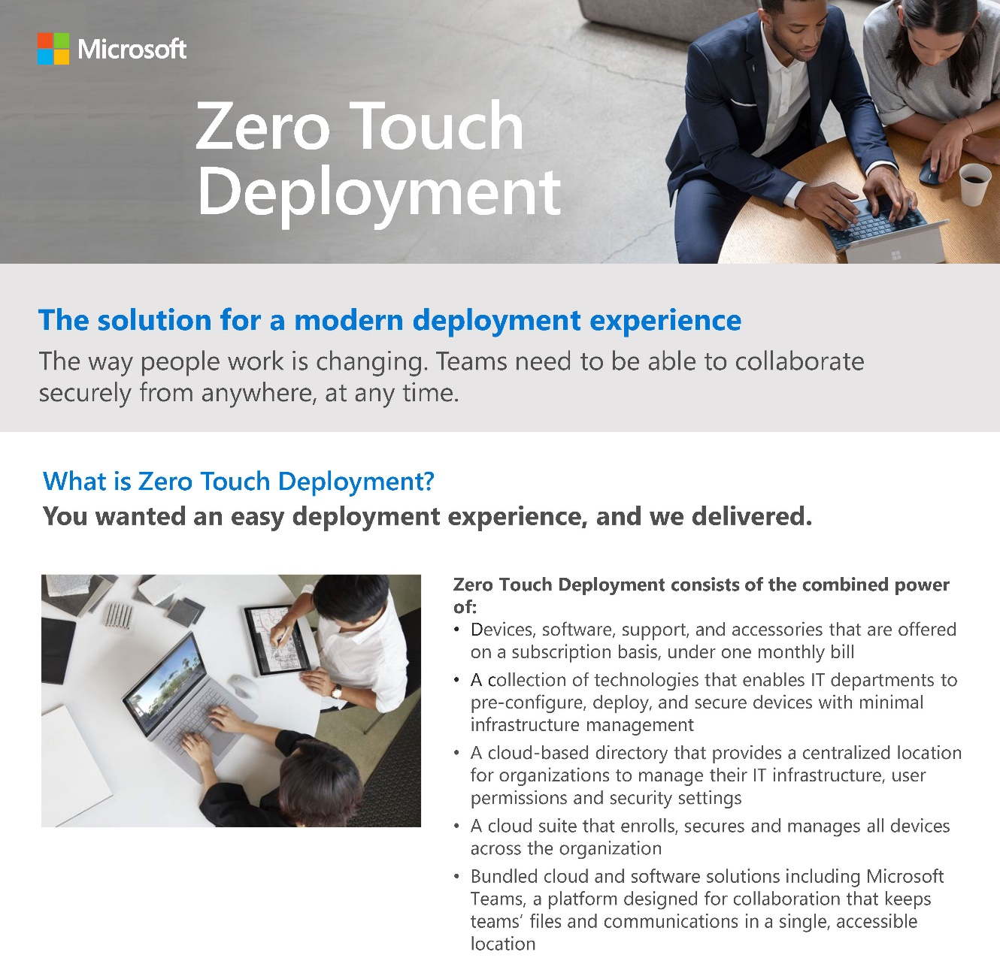 Microsoft
Zero Touch
Deployment
The solution for a modern deployment experience
The way people work is changing. Teams need to be able to collaborate
securely from anywhere, at any time.
What is Zero Touch Deployment?
You wanted an easy deployment experience, and we delivered.
Zero Touch Deployment consists of the combined power
of:
• Devices, software, support, and accessories that are offered
on a subscription basis, under one monthly bill
• A collection of technologies that enables IT departments to
pre-configure, deploy, and secure devices with minimal
infrastructure management
• A cloud-based directory that provides a centralized location
for organizations to manage their IT infrastructure, user
permissions and security settings
• A cloud suite that enrolls, secures and manages all devices
across the organization
• Bundled cloud and software solutions including Microsoft
Teams, a platform designed for collaboration that keeps
teams’ files and communications in a single, accessible
location